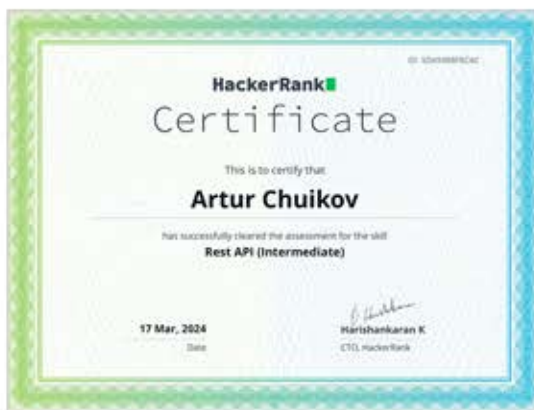 HackerRank
Certificate
This is to certify that
Artur Chuikov
has successfully cleared the assessment for the skill
Rest API (Intermediate)
17 Mar, 2024
Date
Harishankaran K
CTO, HackerRank